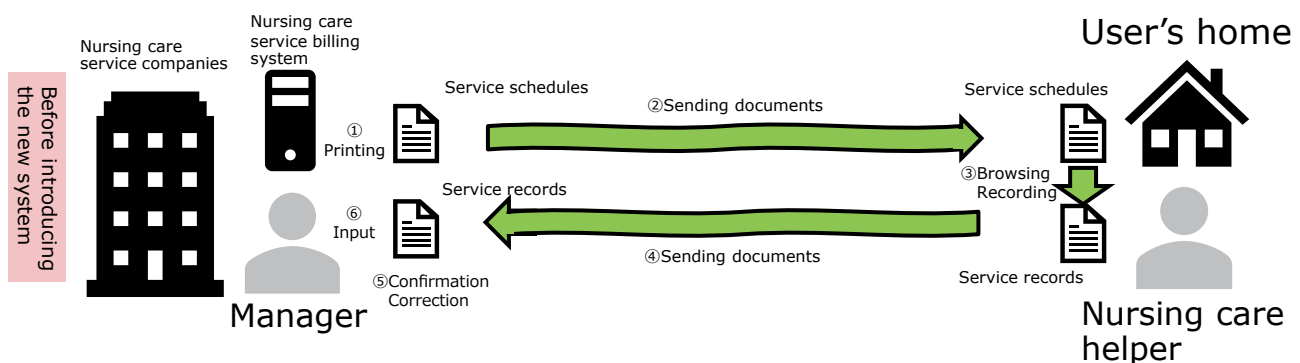 Before introducing
the new system
Nursing care
service companies
Nursing care
service billing
system
①
Printing
Service schedules
②Sending documents
Service schedules
User’s home
③Browsing
Recording
Service records
⑥
Input
⑤Confirmation
Correction
④Sending documents
Service records
Manager
Nursing care
helper